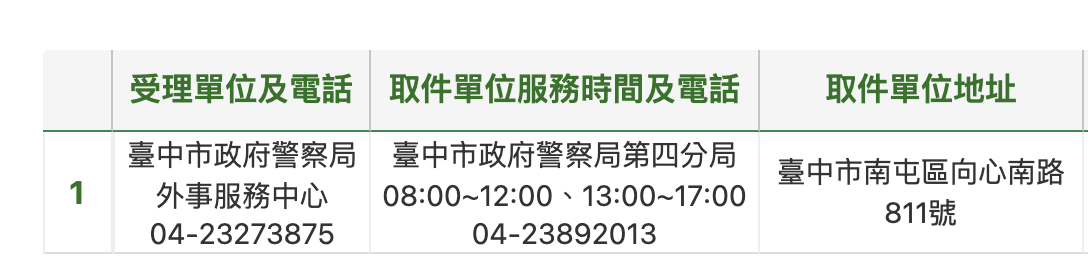 受理單位及電話
取件單位服務時間及電話
取件單位地址
1
臺中市政府警察局
外事服務中心
04-23273875
臺中市政府警察局第四分局
08:00~12:00、13:00~17:00
04-23892013
臺中市南屯區向心南路
811號